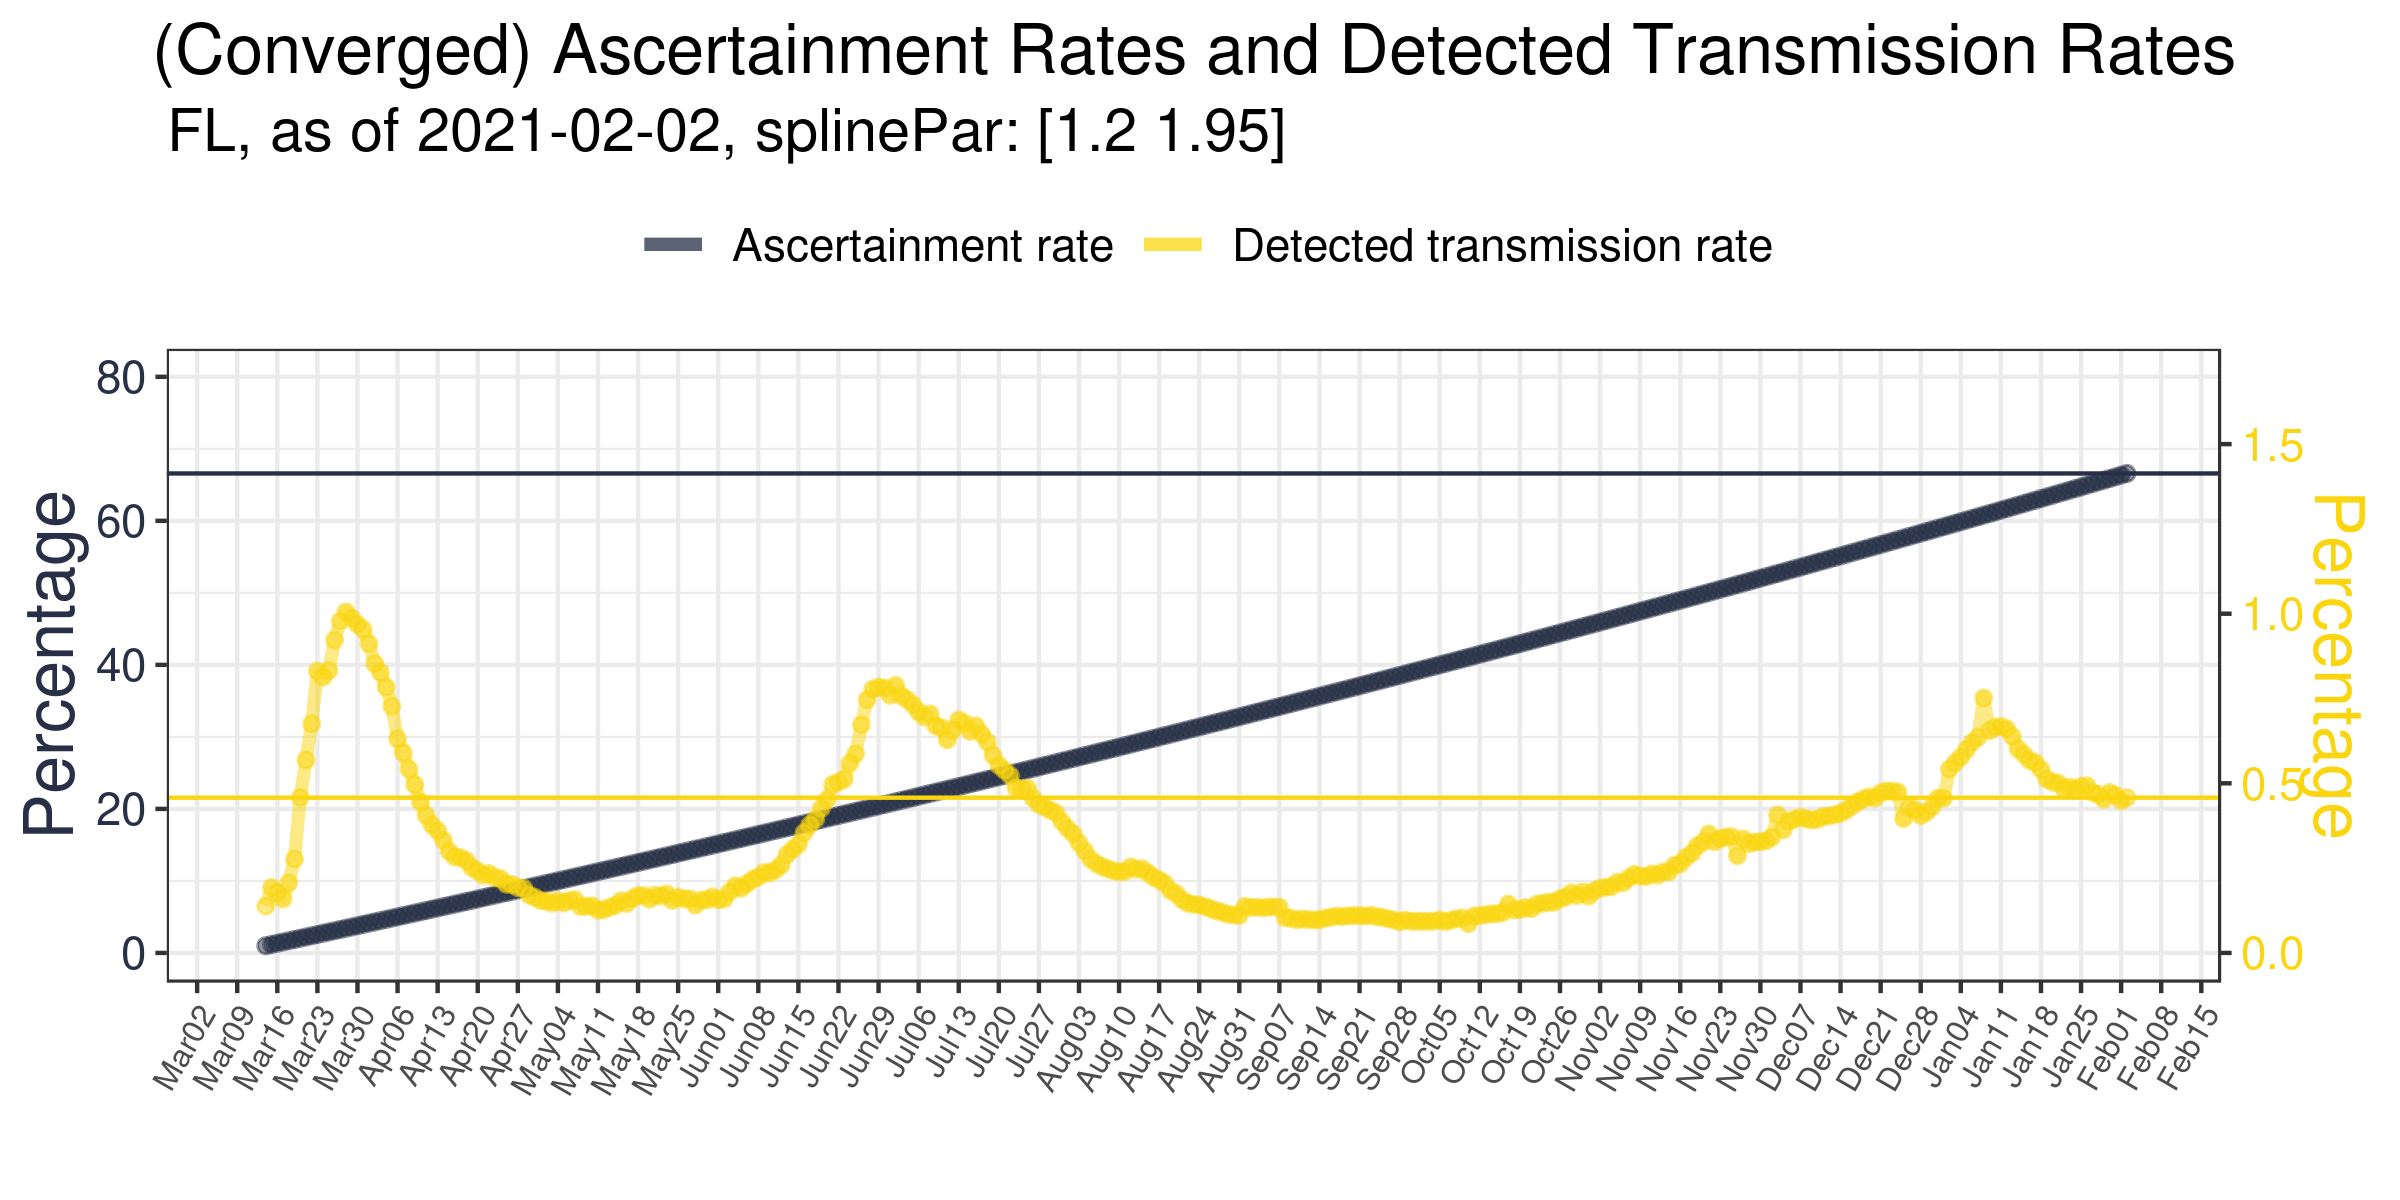 (Converged) Ascertainment Rates and Detected Transmission Rates
FL, as of 2021-02-02, splinePar: [1.2 1.95]
Ascertainment rate
Detected transmission rate
Percentage
80
60
40
20
0
1.5
1.0
0.5
0.0
Percentage
Mar02
Mar09
Mar16
Mar23
Mar30
Apr06
Apr13
Apr20
Apr27
May04
May11
May18
May25
Jun01
Jun08
Jun15
Jun22
Jun29
Jul06
Jul13
Jul20
Jul27
Aug03
Aug10
Aug17
Aug24
Aug31
Sep07
Sep14
Sep21
Sep28
Oct05
Oct12
Oct19
Oct26
Nov02
Nov09
Nov16
Nov23
Nov30
Dec07
Dec14
Dec21
Dec28
Jan04
Jan11
Jan18
Jan25
Feb01
Feb08
Feb15